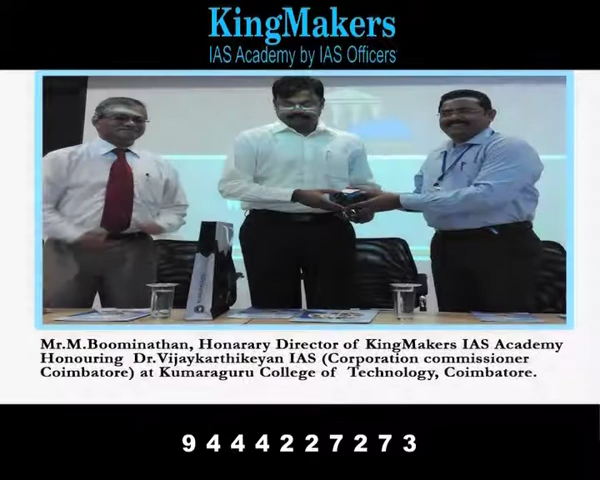 KingMakers
IAS Academy by IAS Officers
Mr.M.Boominathan, Honarary Director of KingMakers IAS Academy
Honouring Dr.Vijaykarthikeyan IAS (Corporation commissioner
Coimbatore) at Kumaraguru College of Technology, Coimbatore.
9444227273